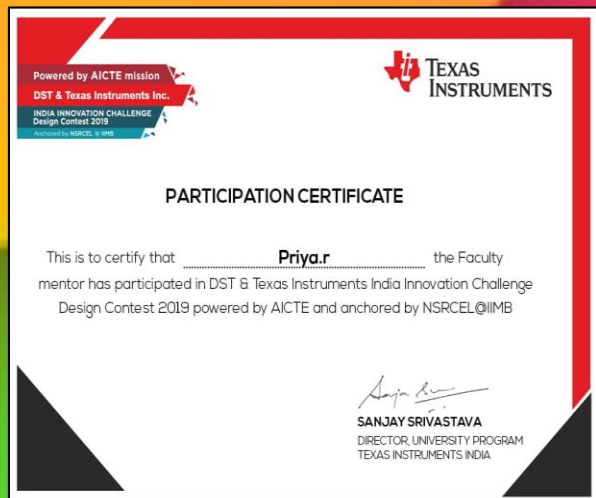 Powered by AICTE mission
DST & Texas Instruments Inc.
INDIA INNOVATION CHALLENGE
Design Contest 2019
Anchored by NSRCEL @ IIMB
TEXAS
INSTRUMENTS
PARTICIPATION CERTIFICATE
This is to certify that Priya.r the Faculty
mentor has participated in DST & Texas Instruments India Innovation Challenge
Design Contest 2019 powered by AICTE and anchored by NSRCEL@IIMB
SANJAY SRIVASTAVA
DIRECTOR, UNIVERSITY PROGRAM
TEXAS INSTRUMENTS INDIA